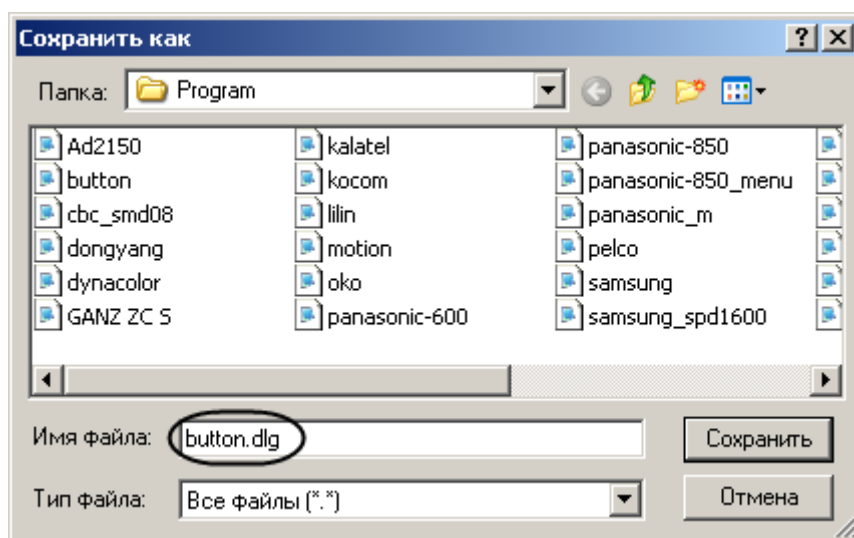 Сохранить как
Папка: Program
Ad2150
button
cbc_smd08
dongyang
dynacolor
GANZ ZC S
kalatel
kocom
lilin
motion
oko
panasonic-600
panasonic-850
panasonic-850_menu
panasonic_m
pelco
samsung
samsung_spd1600
Имя файла: button.dlg
Сохранить
Тип файла: Все файлы (*.*)
Отмена